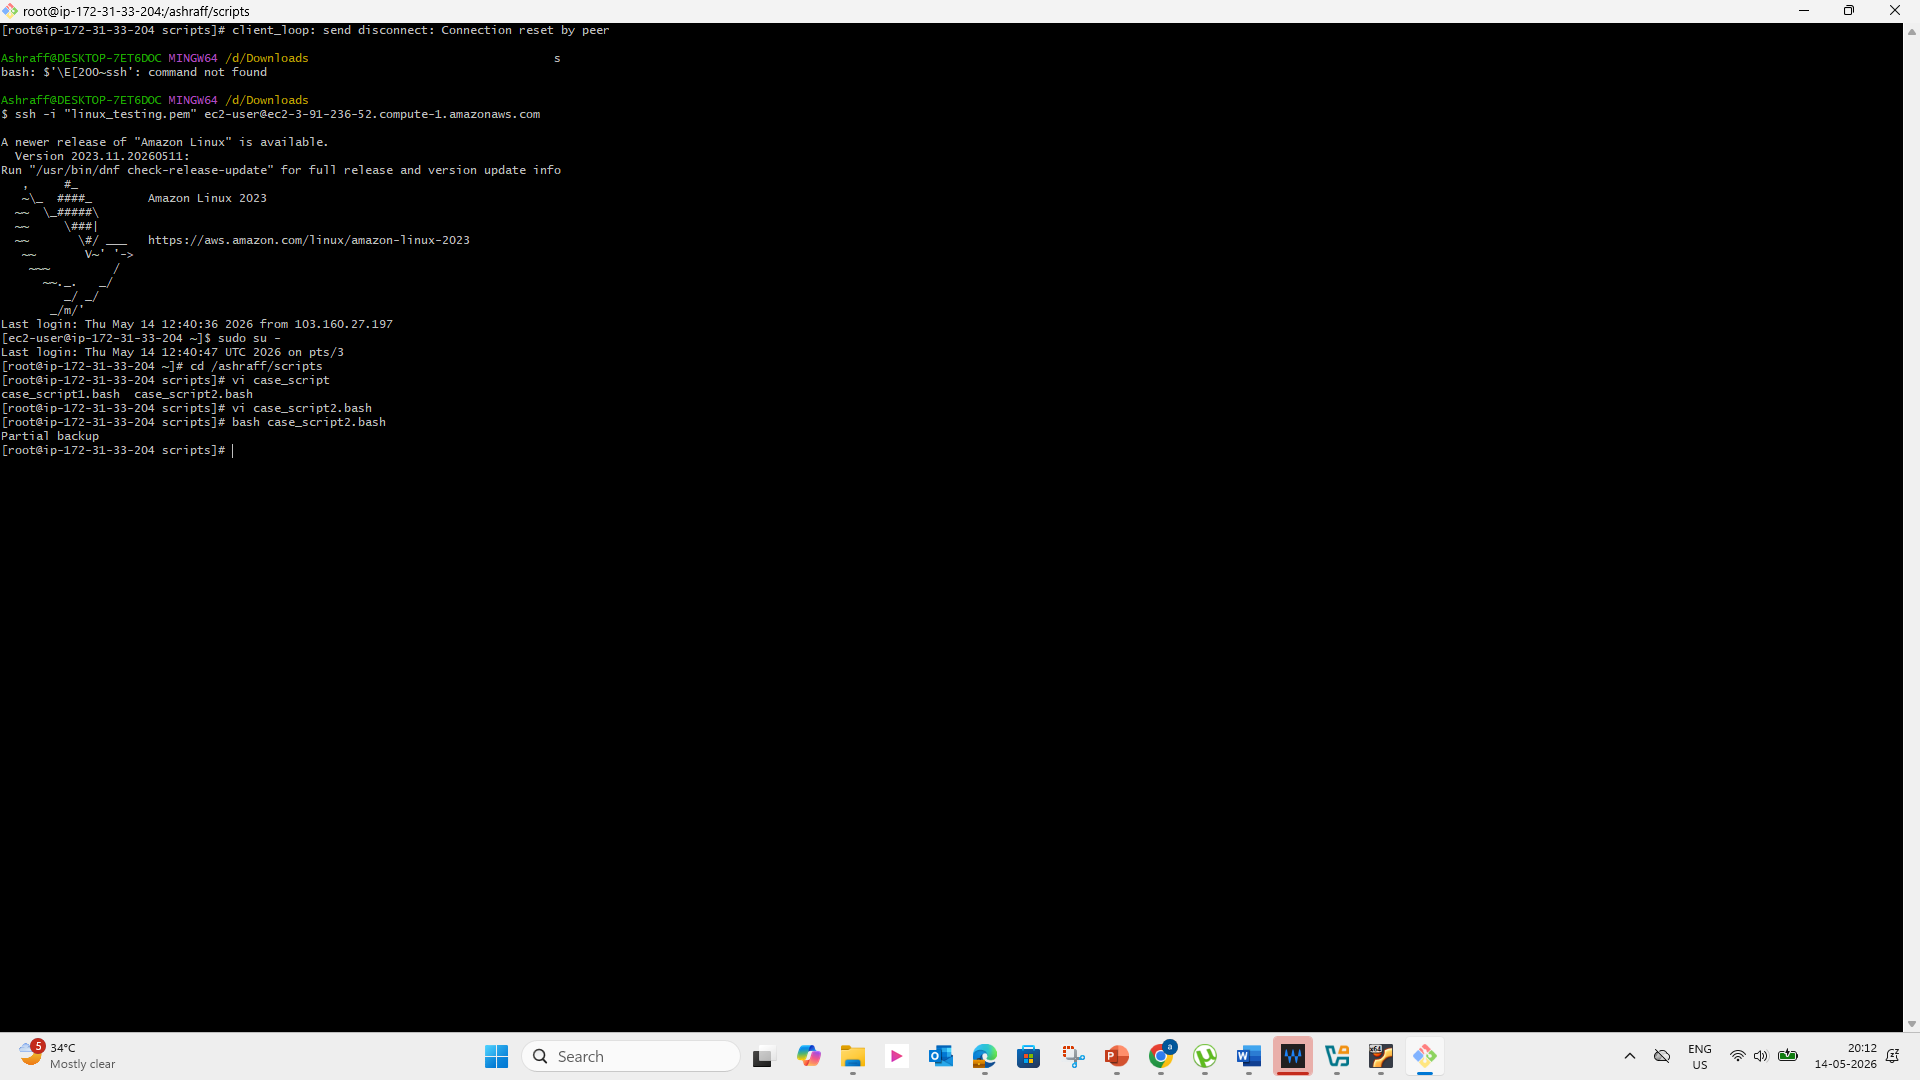 root@ip-172-31-33-204:/ashraff/scripts
[root@ip-172-31-33-204 scripts]# client_loop: send disconnect: Connection reset by peer
Ashraff@DESKTOP-7ET6DOC MINGW64 /d/Downloads s
bash: $'\E[200~ssh': command not found
Ashraff@DESKTOP-7ET6DOC MINGW64 /d/Downloads
$ ssh -i "linux_testing.pem" ec2-user@ec2-3-91-236-52.compute-1.amazonaws.com
A newer release of "Amazon Linux" is available.
  Version 2023.11.20260511:
Run "/usr/bin/dnf check-release-update" for full release and version update info
   ,     #_
   ~\_  ####_        Amazon Linux 2023
  ~~  \_#####\
  ~~     \###|
  ~~       \#/ ___   https://aws.amazon.com/linux/amazon-linux-2023
   ~~       V~' '->
    ~~~         /
      ~~._.   _/
         _/ _/
       _/m/'
Last login: Thu May 14 12:40:36 2026 from 103.160.27.197
[ec2-user@ip-172-31-33-204 ~]$ sudo su -
Last login: Thu May 14 12:40:47 UTC 2026 on pts/3
[root@ip-172-31-33-204 ~]# cd /ashraff/scripts
[root@ip-172-31-33-204 scripts]# vi case_script
case_script1.bash  case_script2.bash
[root@ip-172-31-33-204 scripts]# vi case_script2.bash
[root@ip-172-31-33-204 scripts]# bash case_script2.bash
Partial backup
[root@ip-172-31-33-204 scripts]#
5
34°C
Mostly clear
Search
a
ENG
US
20:12
14-05-2026